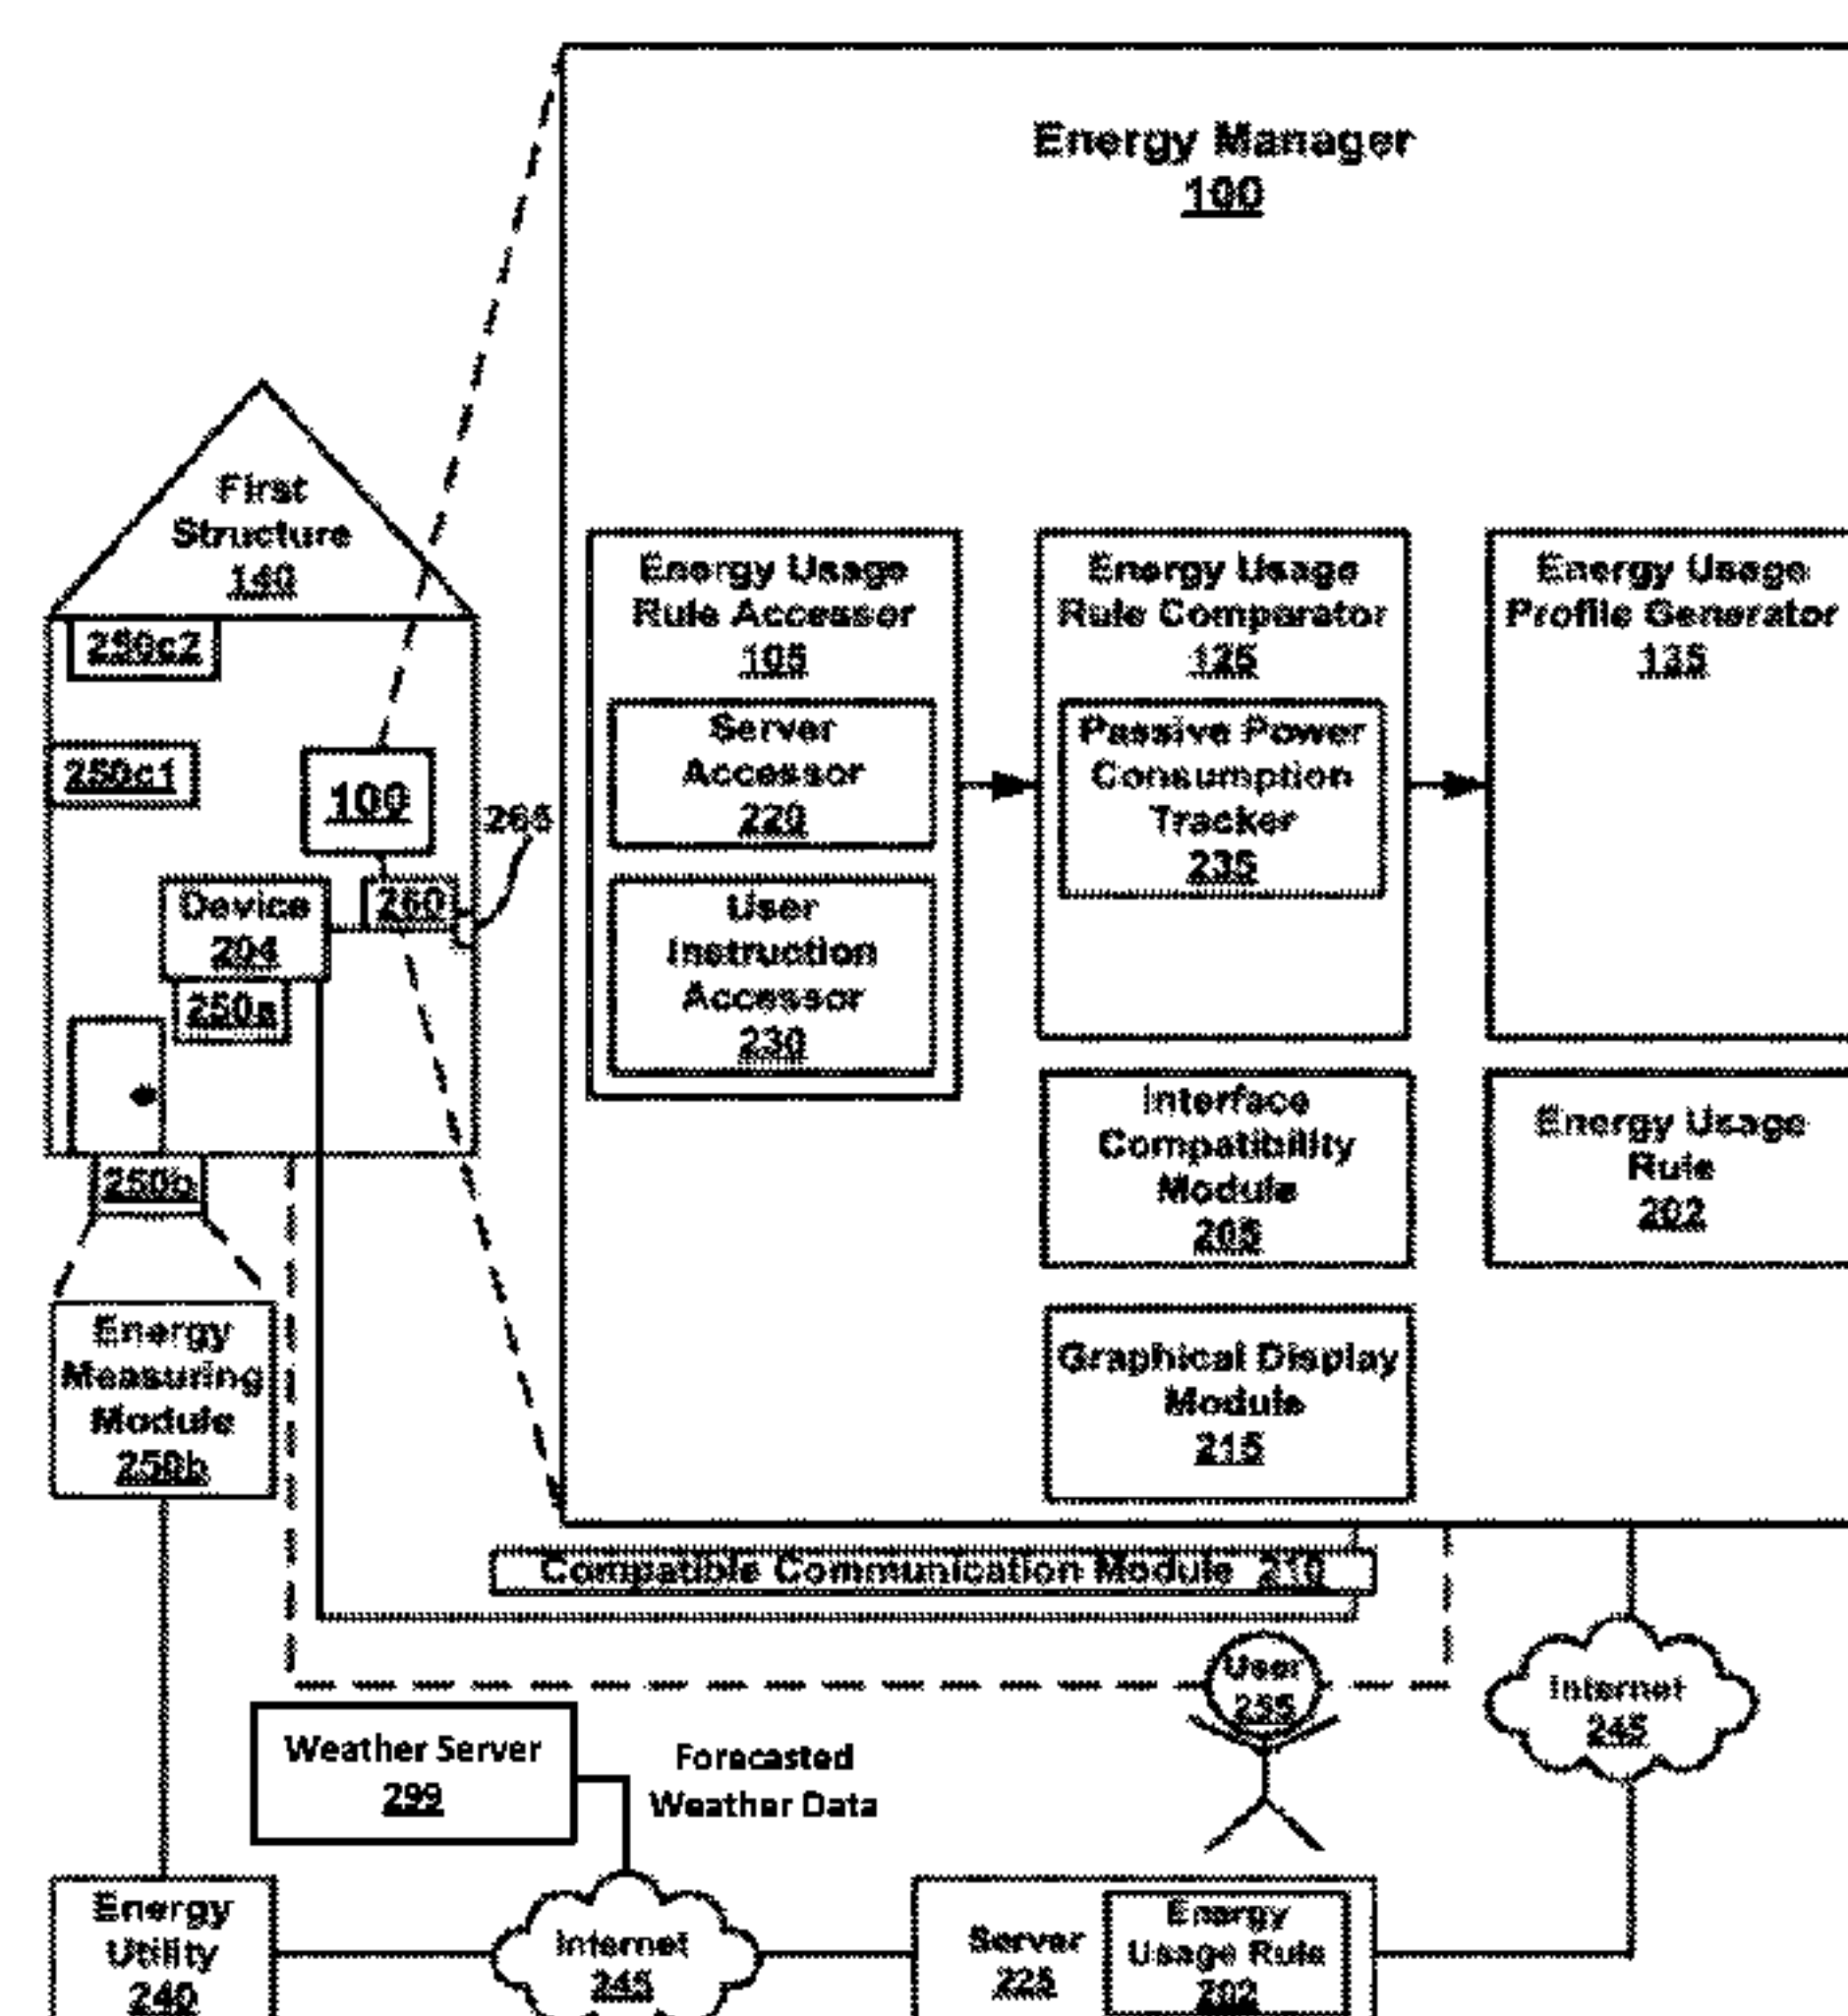 Energy Manager
100
First
Structure
140
250c2
250c1
100
265
260
Device
204
250a
250b
Energy
Measuring
Module
250b
Energy Usage
Rule Accessor
105
Server
Accessor
220
User
Instruction
Accessor
230
Energy Usage
Rule Comparator
125
Passive Power
Consumption
Tracker
235
Energy Usage
Profile Generator
135
Interface
Compatibility
Module
205
Energy Usage
Rule
202
Graphical Display
Module
215
Compatible Communication Module 210
User
255
Internet
245
Weather Server
299
Forecasted
Weather Data
Energy
Utility
240
Internet
245
Server
225
Energy
Usage Rule
202